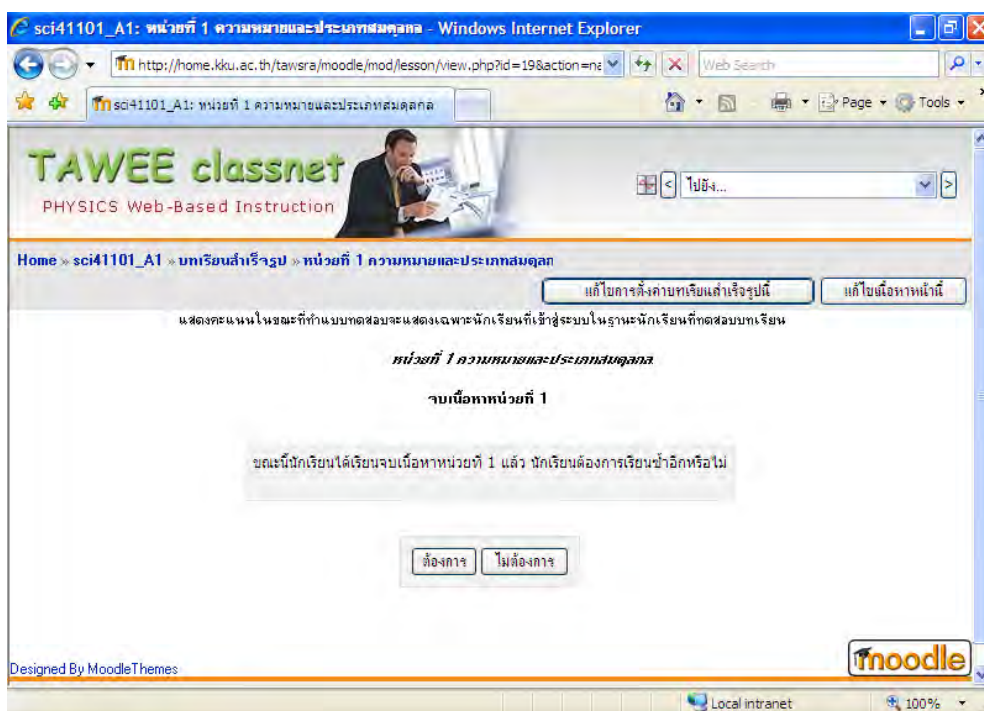 sci41101_A1: หน่วยที่ 1 ความหมายและประเภทสมดุลกล - Windows Internet Explorer
http://home.kku.ac.th/tawsra/moodle/mod/lesson/view.php?id=19&action=ne
Web Search
sci41101_A1: หน่วยที่ 1 ความหมายและประเภทสมดุลกล
Page
Tools
TAWEE classnet
PHYSICS Web-Based Instruction
ไปยัง...
Home » sci41101_A1 » บทเรียนสำเร็จรูป » หน่วยที่ 1 ความหมายและประเภทสมดุลก
แก้ไขการตั้งค่าบทเรียนสำเร็จรูปนี้
แก้ไขเนื้อหาหน้านี้
แสดงคะแนนในขณะที่ทำแบบทดสอบจะแสดงเฉพาะนักเรียนที่เข้าสู่ระบบในฐานะนักเรียนที่ทดสอบบทเรียน
หน่วยที่ 1 ความหมายและประเภทสมดุลกล
จบเนื้อหาหน่วยที่ 1
ขณะนี้นักเรียนได้เรียนจบเนื้อหาหน่วยที่ 1 แล้ว นักเรียนต้องการเรียนซ้ำอีกหรือไม่
ต้องการ
ไม่ต้องการ
Designed By MoodleThemes
moodle
Local intranet
100%